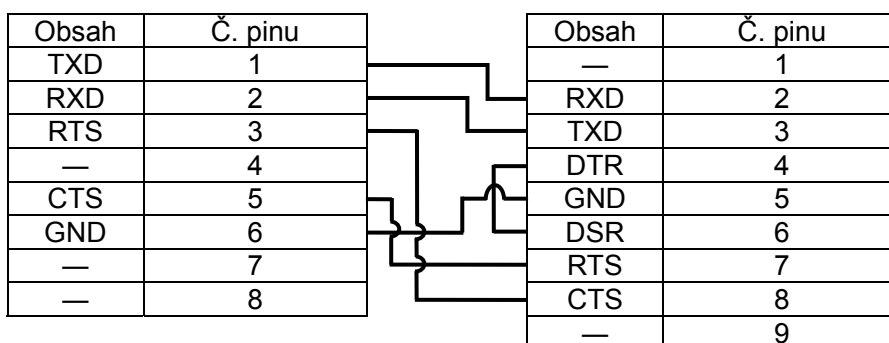 Obsah Č. pinu Obsah Č. pinu
TXD 1 — 1
RXD 2 RXD 2
RTS 3 TXD 3
— 4 DTR 4
CTS 5 GND 5
GND 6 DSR 6
— 7 RTS 7
— 8 CTS 8
— 9